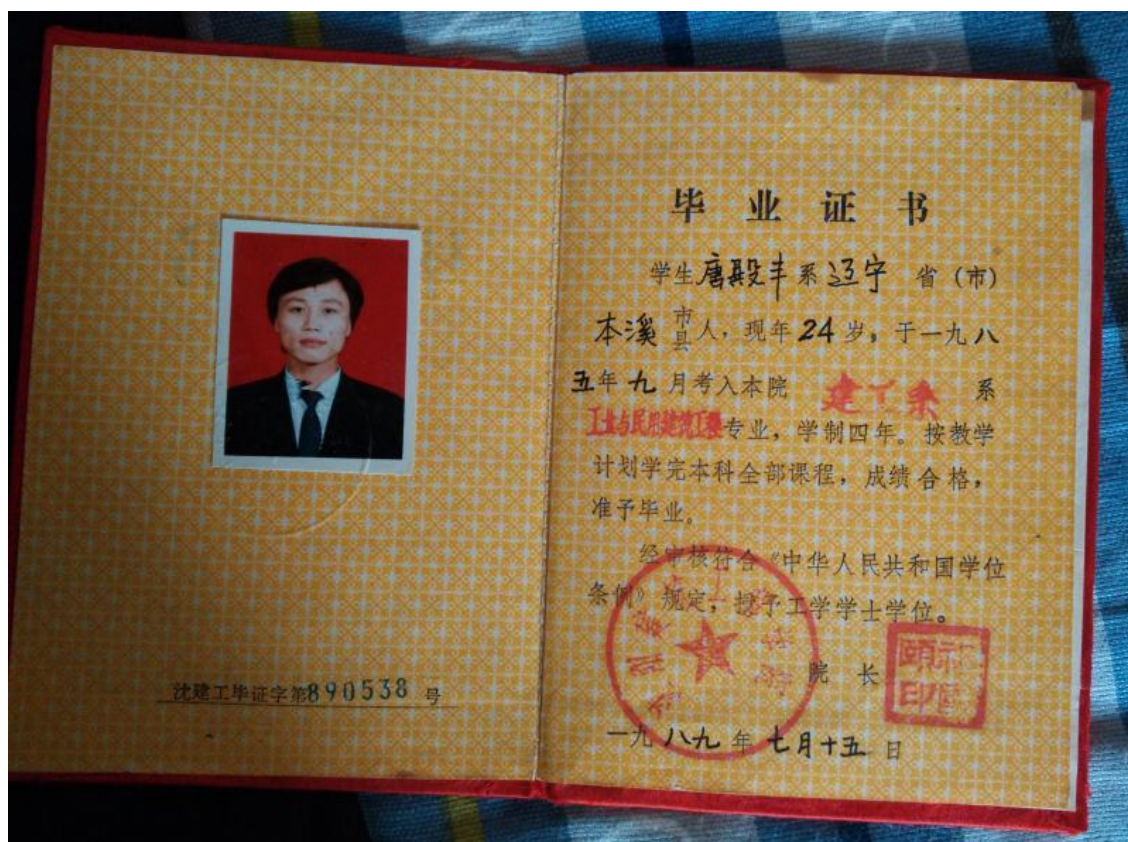 沈建工毕证字第890538号
毕业证书
学生唐殿丰系辽宁 省(市)
本溪市县人,现年24岁,于一九八
五年九月考入本院 建工系 系
工业与民用建筑工程专业,学制四年。按教学
计划学完本科全部课程,成绩合格,
准予毕业。
经审核符合《中华人民共和国学位
条例》规定,授予工学学士学位。
院 长
一九八九年七月十五日